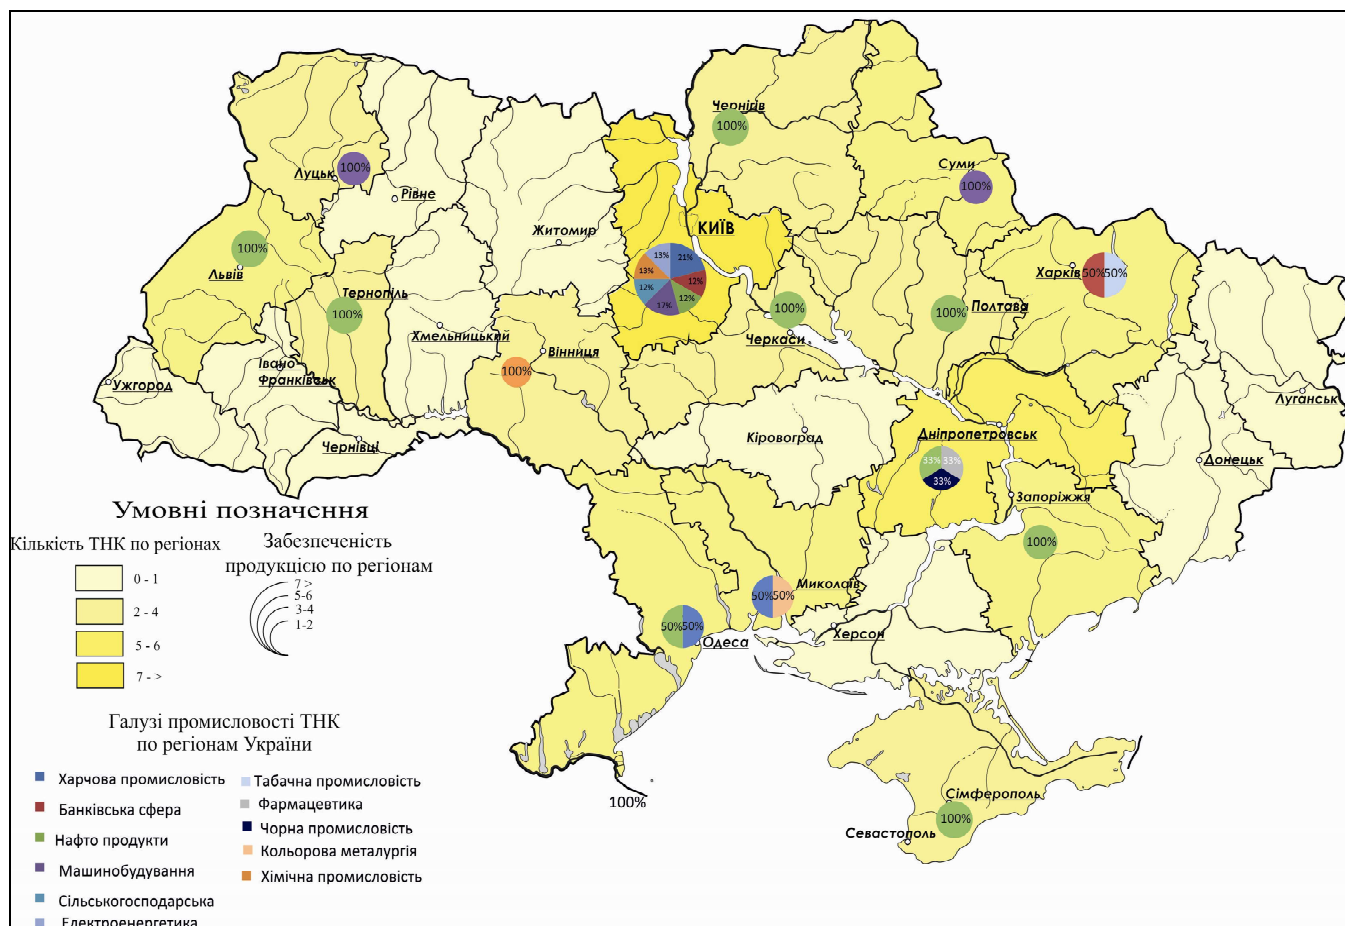 Чернігів
100%
Суми
100%
Луцьк
100%
Рівне
Житомир
КИЇВ
13%
21%
13%
12%
12%
12%
17%
Харків
50%
50%
Львів
100%
Тернопіль
100%
Хмельницький
Вінниця
100%
Черкаси
100%
Полтава
100%
Ужгород
Івано
Франківськ
Чернівці
Кіровоград
Дніпропетровськ
33%
33%
33%
Луганськ
Донецьк
Запоріжжя
100%
Миколаїв
50%
50%
Одеса
50%
50%
Херсон
Сімферополь
100%
Севастополь
100%
Умовні позначення
Кількість ТНК по регіонах
0 - 1
2 - 4
5 - 6
7 - >
Забезпеченість
продукцією по регіонам
7 >
5-6
3-4
1-2
Галузі промисловості ТНК
по регіонам України
Харчова промисловість
Банківська сфера
Нафто продукти
Машинобудування
Сільськогосподарська
Електроенергетика
Табачна промисловість
Фармацевтика
Чорна промисловість
Кольорова металургія
Хімічна промисловість